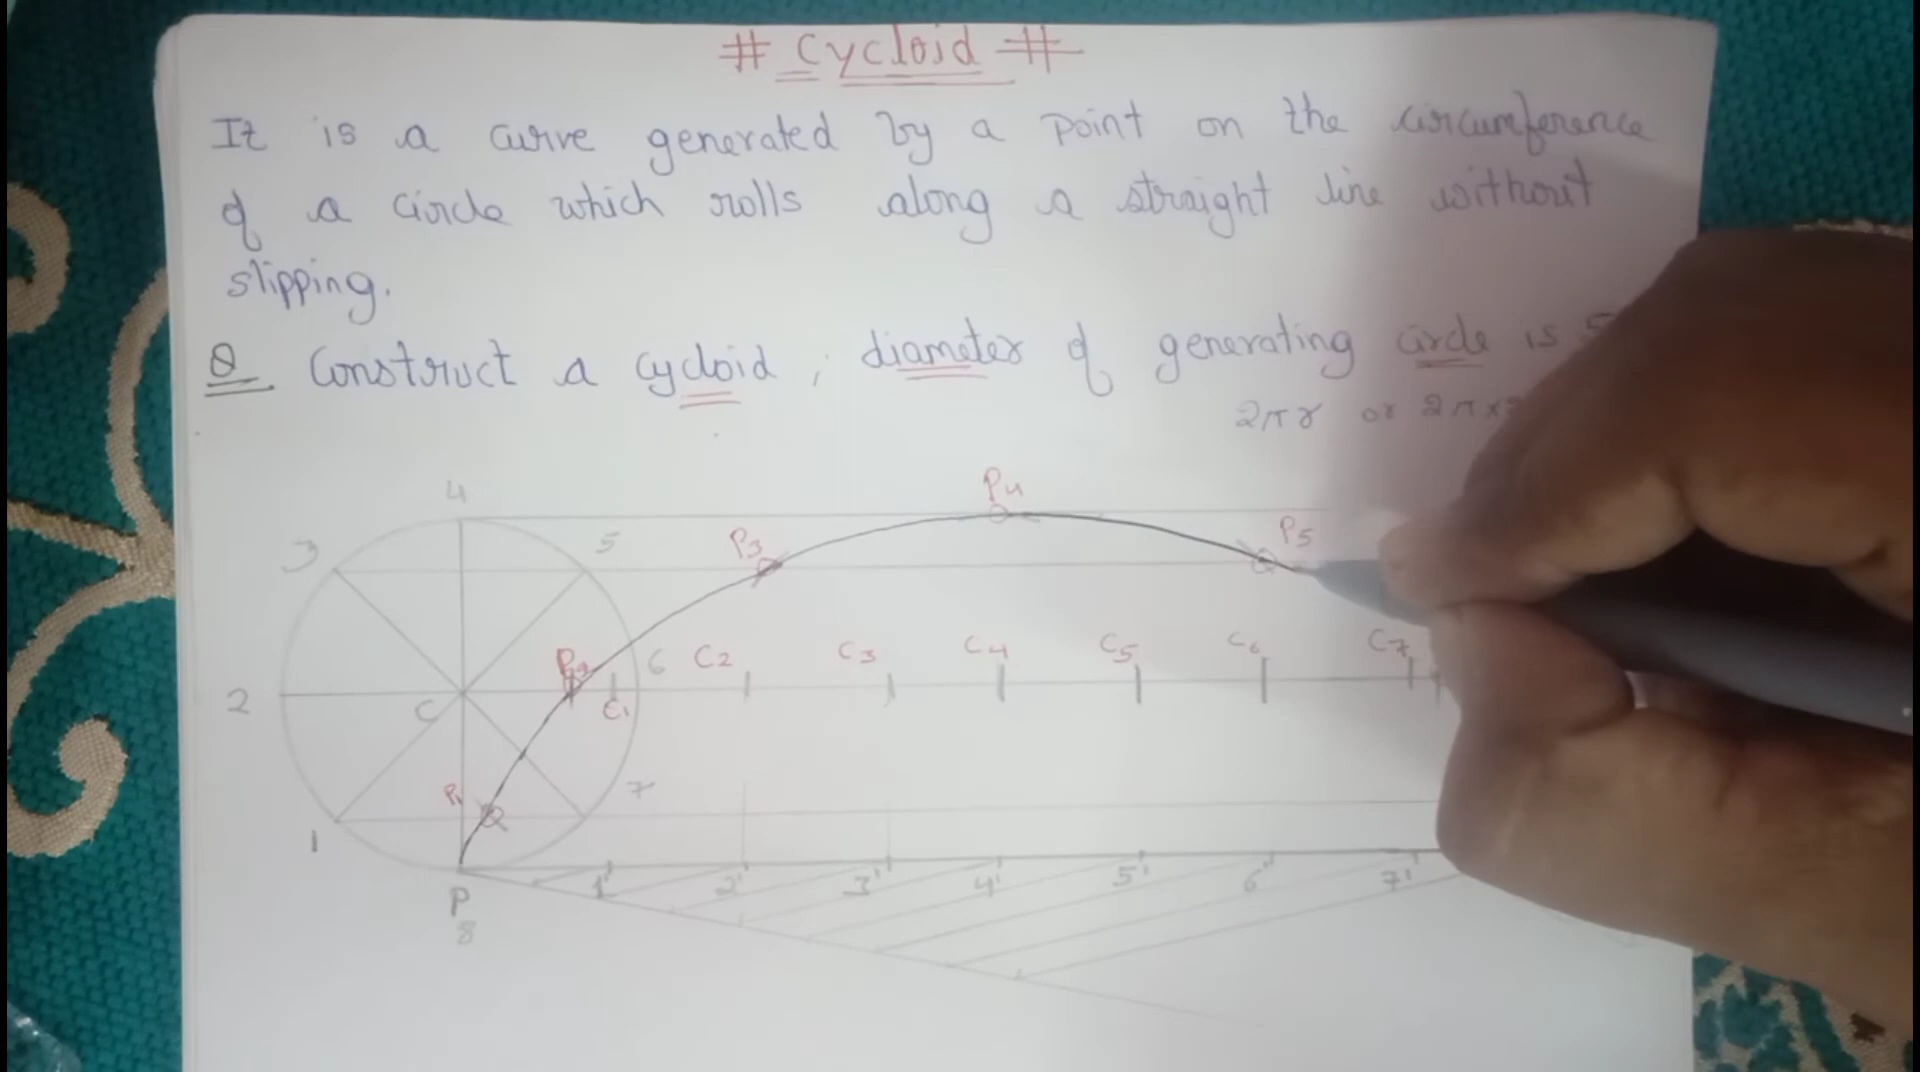 # Cycloid #
It is a curve generated by a point on the circumference
of a circle which rolls along a straight line without
slipping.
Q Construct a cycloid, diameter of generating circle is 5
2πr or 2π×
4 P4
3 5 P3 P5
2 C P2 C1 6 C2 C3 C4 C5 C6 C7
1 P1 7
P 1' 2' 3' 4' 5' 6' 7'
8